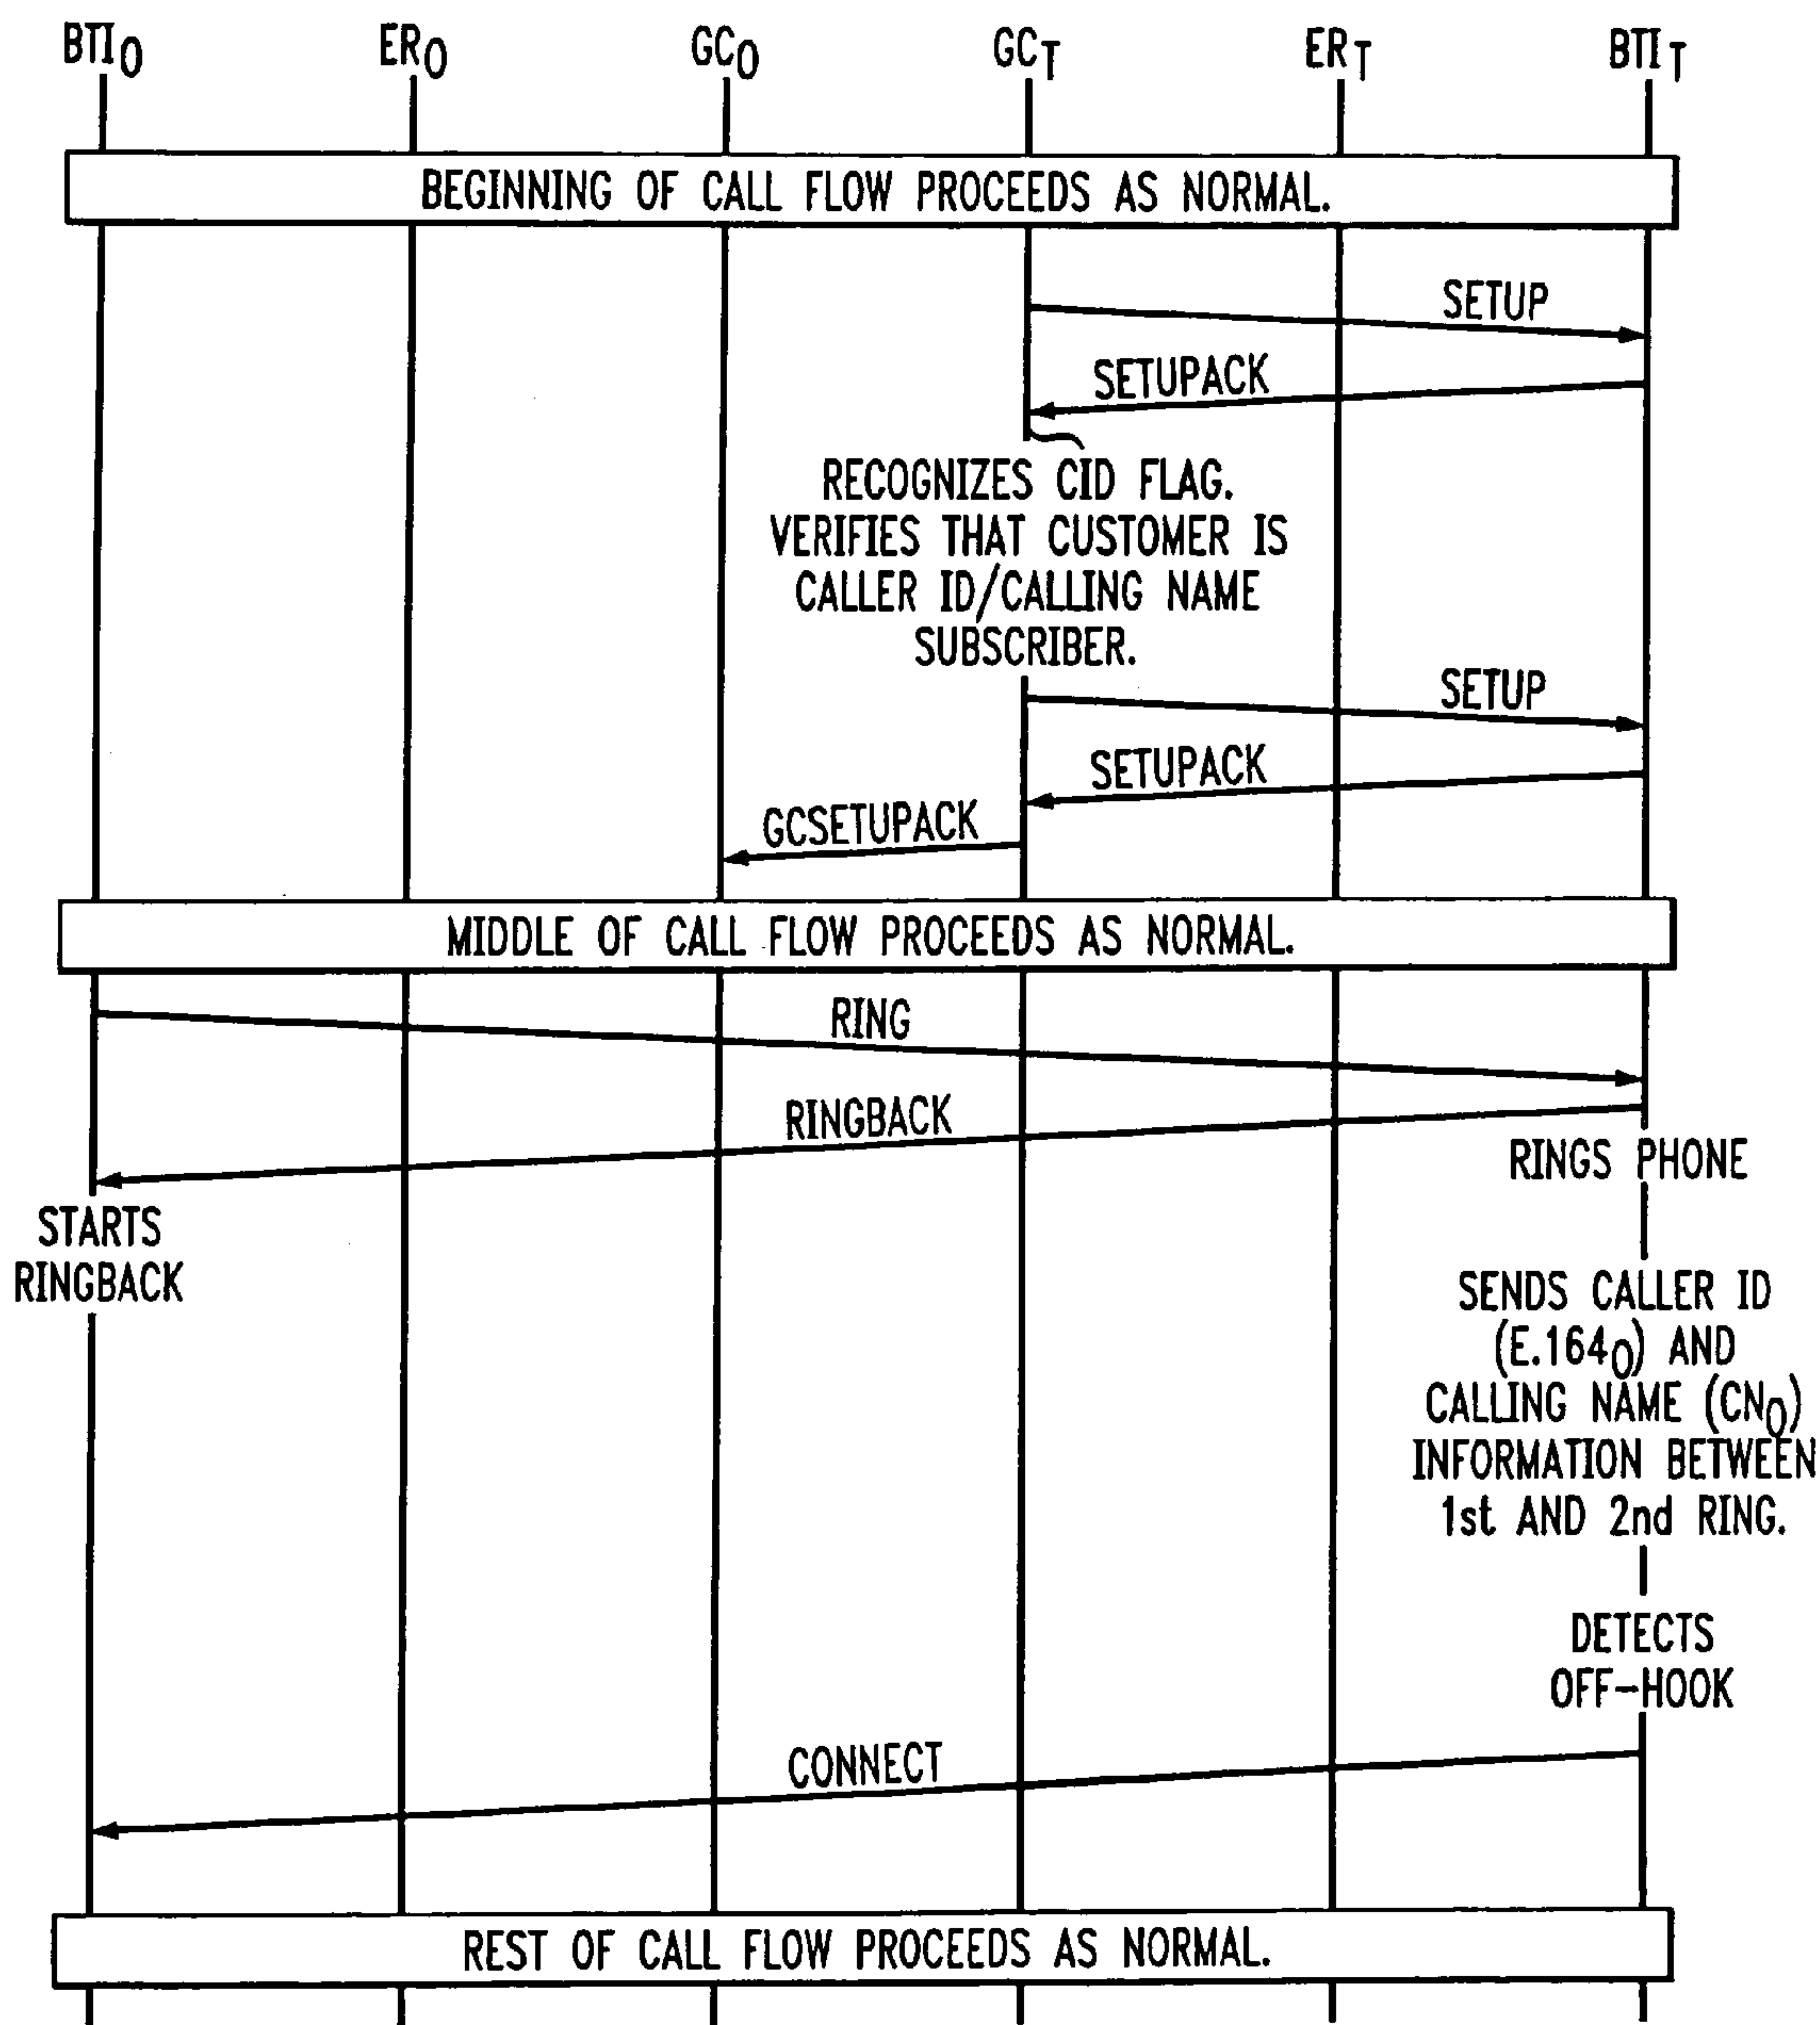 BTI₀ ER₀ GC₀ GC_T ER_T BTI_T
BEGINNING OF CALL FLOW PROCEEDS AS NORMAL.
SETUP
SETUPACK
RECOGNIZES CID FLAG.
VERIFIES THAT CUSTOMER IS
CALLER ID/CALLING NAME
SUBSCRIBER.
SETUP
SETUPACK
GCSETUPACK
MIDDLE OF CALL FLOW PROCEEDS AS NORMAL.
RING
RINGBACK
RINGS PHONE
STARTS
RINGBACK
SENDS CALLER ID
(E.164₀) AND
CALLING NAME (CN₀)
INFORMATION BETWEEN
1st AND 2nd RING.
DETECTS
OFF-HOOK
CONNECT
REST OF CALL FLOW PROCEEDS AS NORMAL.